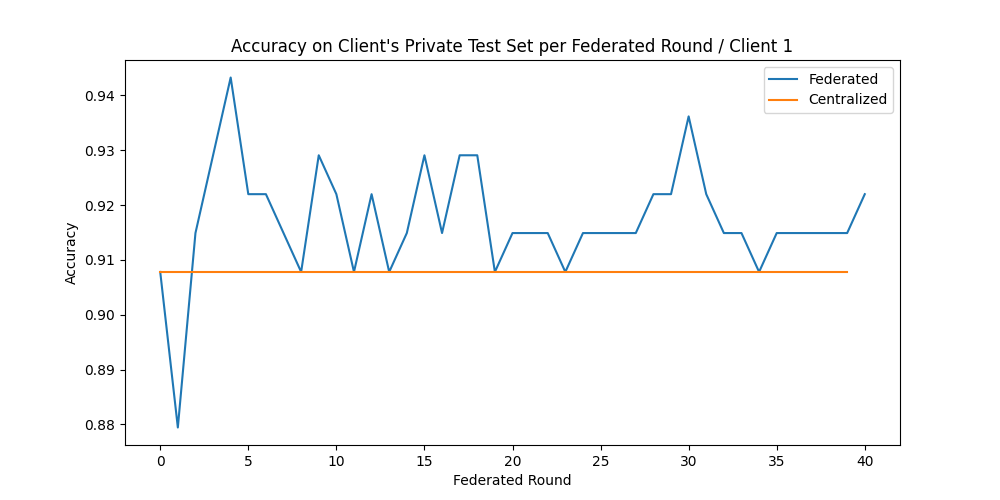 Accuracy on Client's Private Test Set per Federated Round / Client 1
Federated
Centralized
Accuracy
0.94
0.93
0.92
0.91
0.90
0.89
0.88
0 5 10 15 20 25 30 35 40
Federated Round